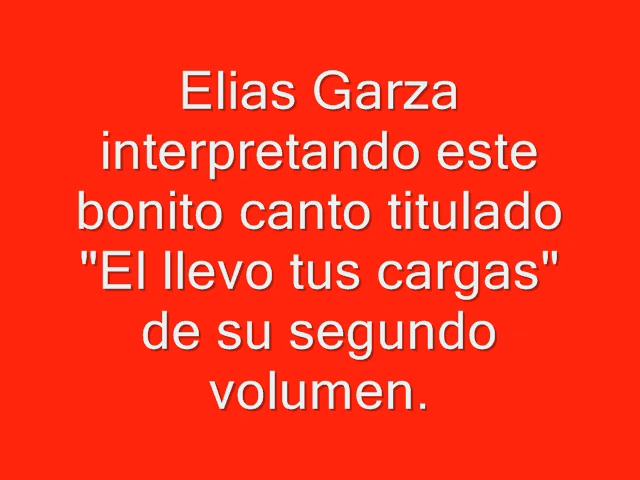 Elias Garza
interpretando este
bonito canto titulado
"El llevo tus cargas"
de su segundo
volumen.